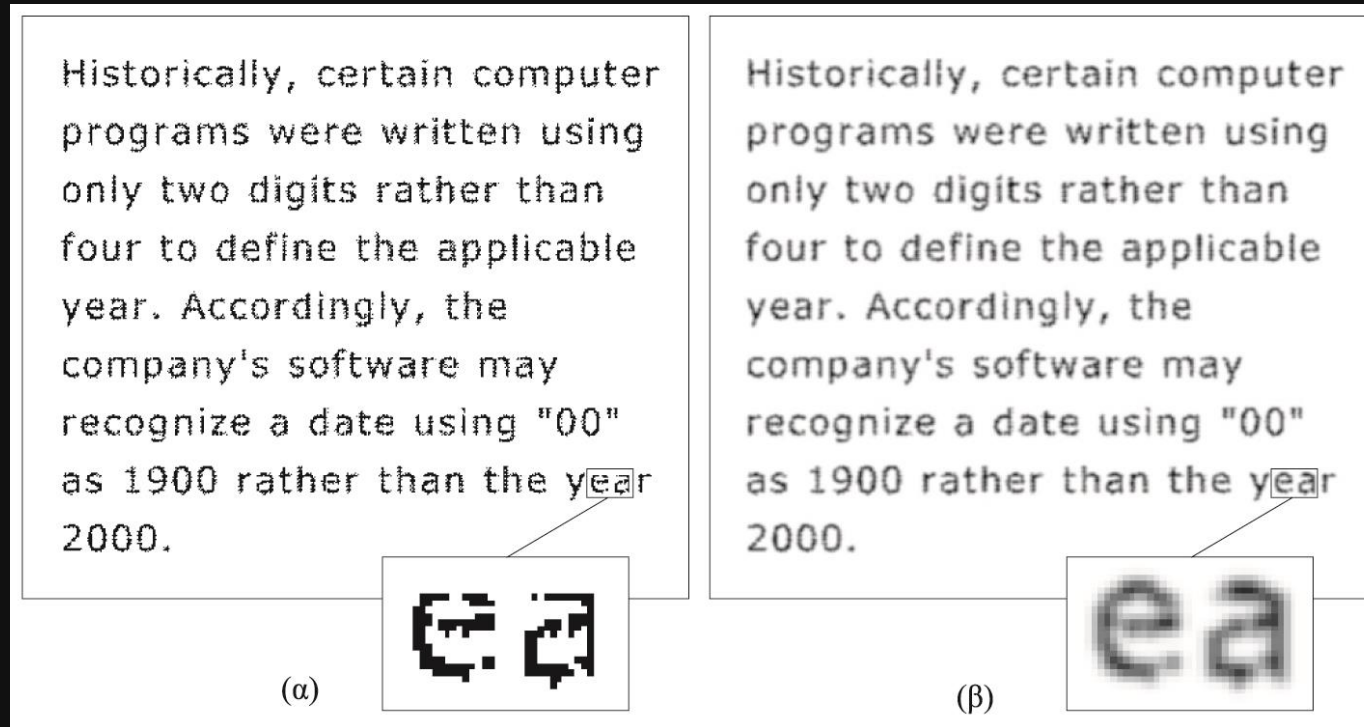 Historically, certain computer
programs were written using
only two digits rather than
four to define the applicable
year. Accordingly, the
company's software may
recognize a date using "00"
as 1900 rather than the year
2000.
ea
(α)
Historically, certain computer
programs were written using
only two digits rather than
four to define the applicable
year. Accordingly, the
company's software may
recognize a date using "00"
as 1900 rather than the year
2000.
ea
(β)